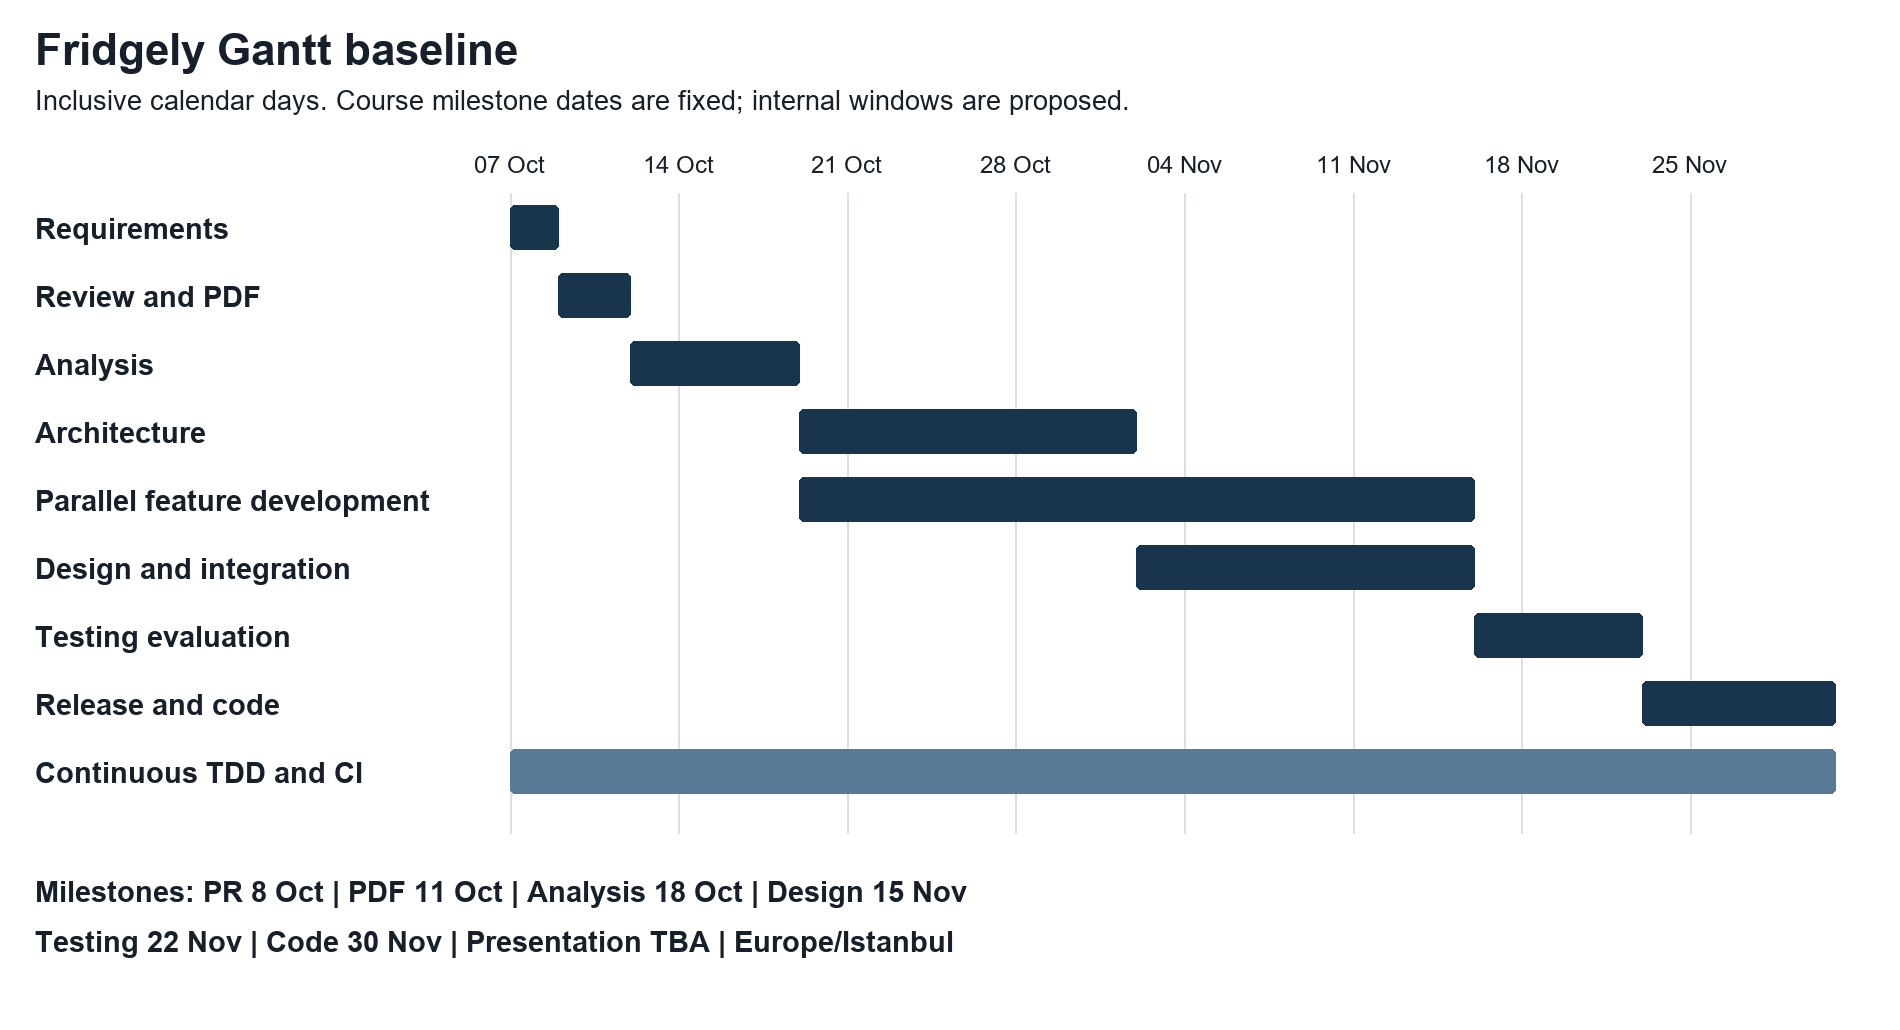 Fridgely Gantt baseline
Inclusive calendar days. Course milestone dates are fixed; internal windows are proposed.
07 Oct 14 Oct 21 Oct 28 Oct 04 Nov 11 Nov 18 Nov 25 Nov
Requirements
Review and PDF
Analysis
Architecture
Parallel feature development
Design and integration
Testing evaluation
Release and code
Continuous TDD and CI
Milestones: PR 8 Oct | PDF 11 Oct | Analysis 18 Oct | Design 15 Nov
Testing 22 Nov | Code 30 Nov | Presentation TBA | Europe/Istanbul